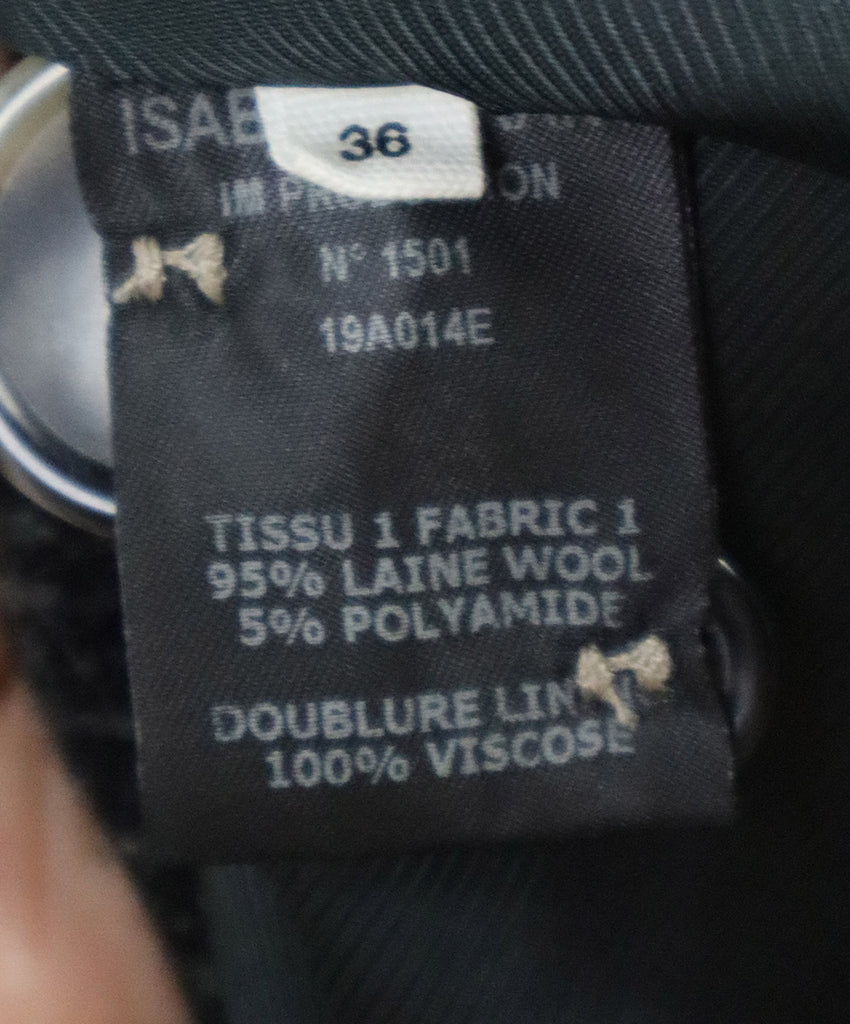 36
N° 1501
19A014E
TISSU 1 FABRIC 1
95% LAINE WOOL
5% POLYAMIDE
DOUBLURE
100% VISCOSE